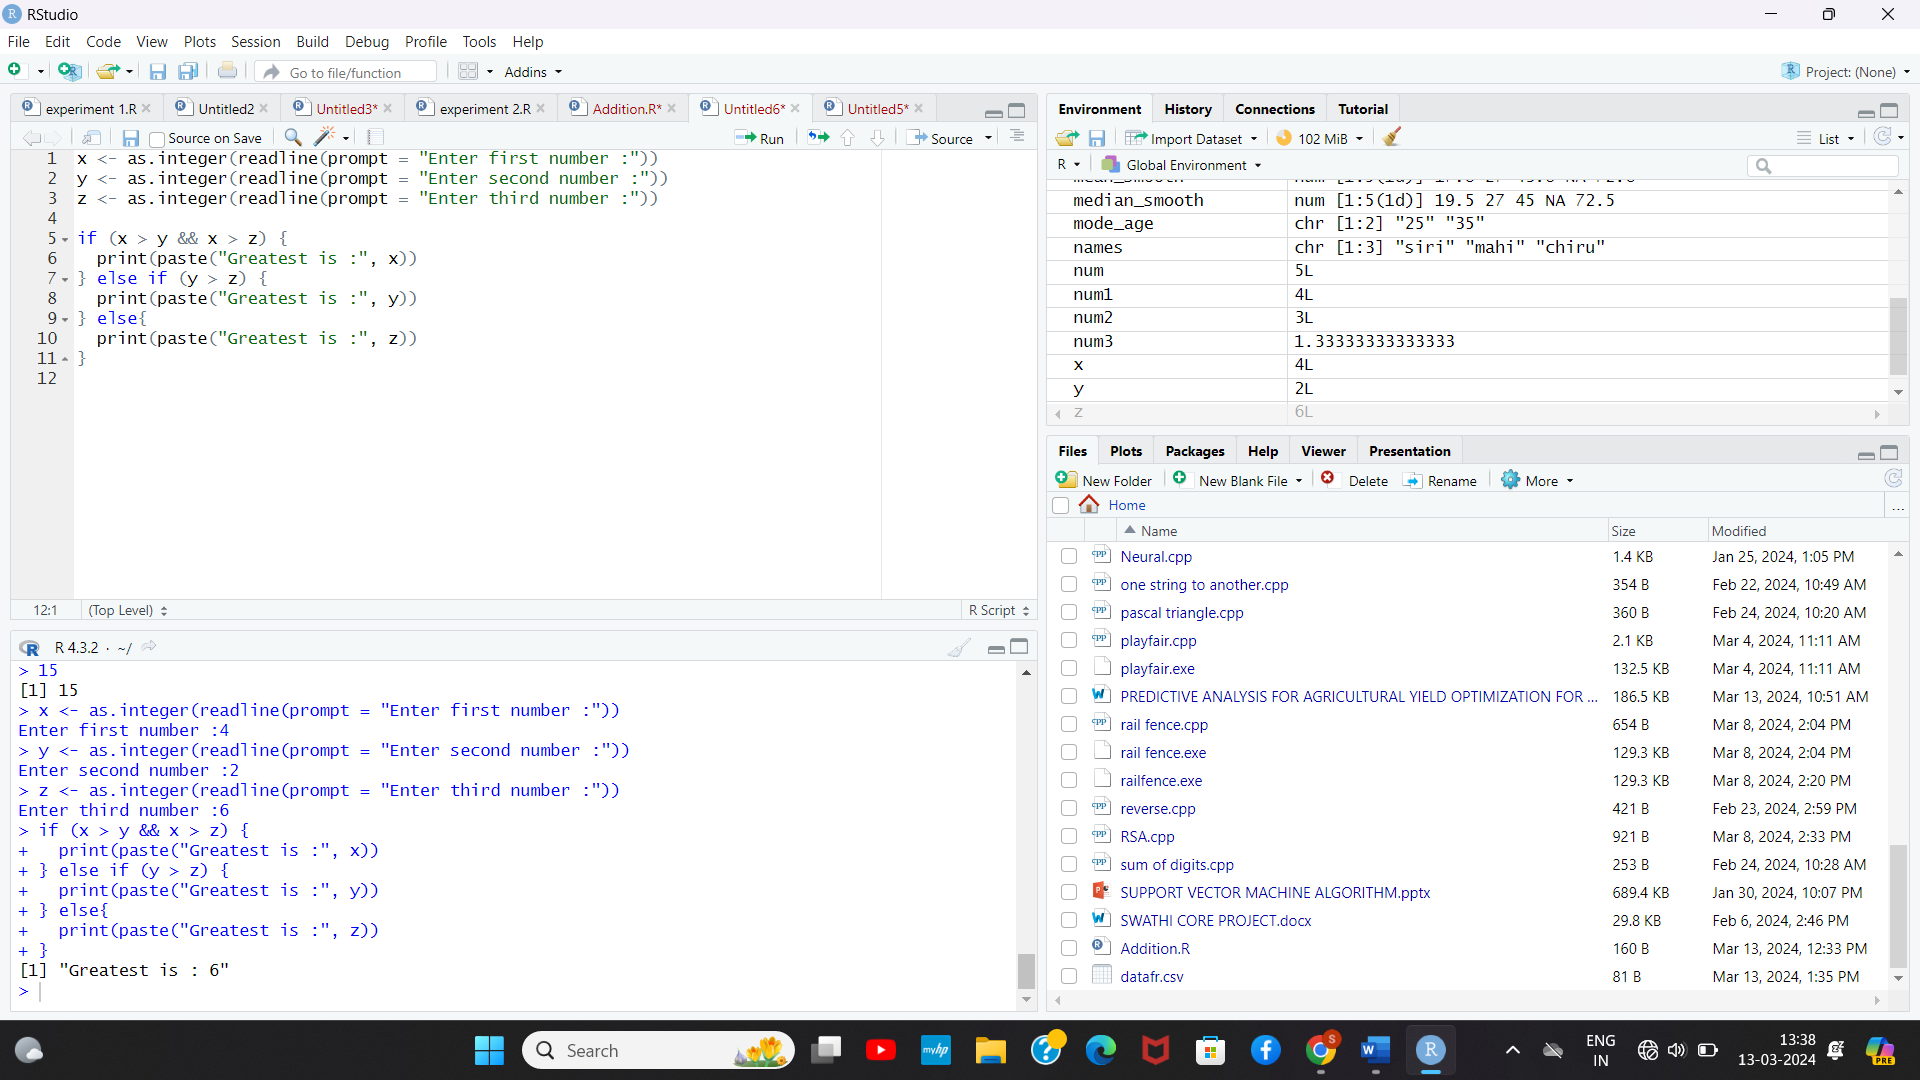 RStudio
File Edit Code View Plots Session Build Debug Profile Tools Help
Go to file/function Addins Project: (None)
experiment 1.R Untitled2 Untitled3* experiment 2.R Addition.R* Untitled6* Untitled5*
Source on Save Run Source
1 x <- as.integer(readline(prompt = "Enter first number :"))
2 y <- as.integer(readline(prompt = "Enter second number :"))
3 z <- as.integer(readline(prompt = "Enter third number :"))
4
5 if (x > y && x > z) {
6 print(paste("Greatest is :", x))
7 } else if (y > z) {
8 print(paste("Greatest is :", y))
9 } else{
10 print(paste("Greatest is :", z))
11 }
12
12:1 (Top Level) R Script
R 4.3.2 · ~/
> 15
[1] 15
> x <- as.integer(readline(prompt = "Enter first number :"))
Enter first number :4
> y <- as.integer(readline(prompt = "Enter second number :"))
Enter second number :2
> z <- as.integer(readline(prompt = "Enter third number :"))
Enter third number :6
> if (x > y && x > z) {
+ print(paste("Greatest is :", x))
+ } else if (y > z) {
+ print(paste("Greatest is :", y))
+ } else{
+ print(paste("Greatest is :", z))
+ }
[1] "Greatest is : 6"
>
Environment History Connections Tutorial
Import Dataset 102 MiB List
R Global Environment
median_smooth num [1:5(1d)] 19.5 27 45 NA 72.5
mode_age chr [1:2] "25" "35"
names chr [1:3] "siri" "mahi" "chiru"
num 5L
num1 4L
num2 3L
num3 1.33333333333333
x 4L
y 2L
z 6L
Files Plots Packages Help Viewer Presentation
New Folder New Blank File Delete Rename More
Home ...
Name Size Modified
Neural.cpp 1.4 KB Jan 25, 2024, 1:05 PM
one string to another.cpp 354 B Feb 22, 2024, 10:49 AM
pascal triangle.cpp 360 B Feb 24, 2024, 10:20 AM
playfair.cpp 2.1 KB Mar 4, 2024, 11:11 AM
playfair.exe 132.5 KB Mar 4, 2024, 11:11 AM
PREDICTIVE ANALYSIS FOR AGRICULTURAL YIELD OPTIMIZATION FOR ... 186.5 KB Mar 13, 2024, 10:51 AM
rail fence.cpp 654 B Mar 8, 2024, 2:04 PM
rail fence.exe 129.3 KB Mar 8, 2024, 2:04 PM
railfence.exe 129.3 KB Mar 8, 2024, 2:20 PM
reverse.cpp 421 B Feb 23, 2024, 2:59 PM
RSA.cpp 921 B Mar 8, 2024, 2:33 PM
sum of digits.cpp 253 B Feb 24, 2024, 10:28 AM
SUPPORT VECTOR MACHINE ALGORITHM.pptx 689.4 KB Jan 30, 2024, 10:07 PM
SWATHI CORE PROJECT.docx 29.8 KB Feb 6, 2024, 2:46 PM
Addition.R 160 B Mar 13, 2024, 12:33 PM
datafr.csv 81 B Mar 13, 2024, 1:35 PM
Search
myhp
S
ENG
IN
13:38
13-03-2024
PRE